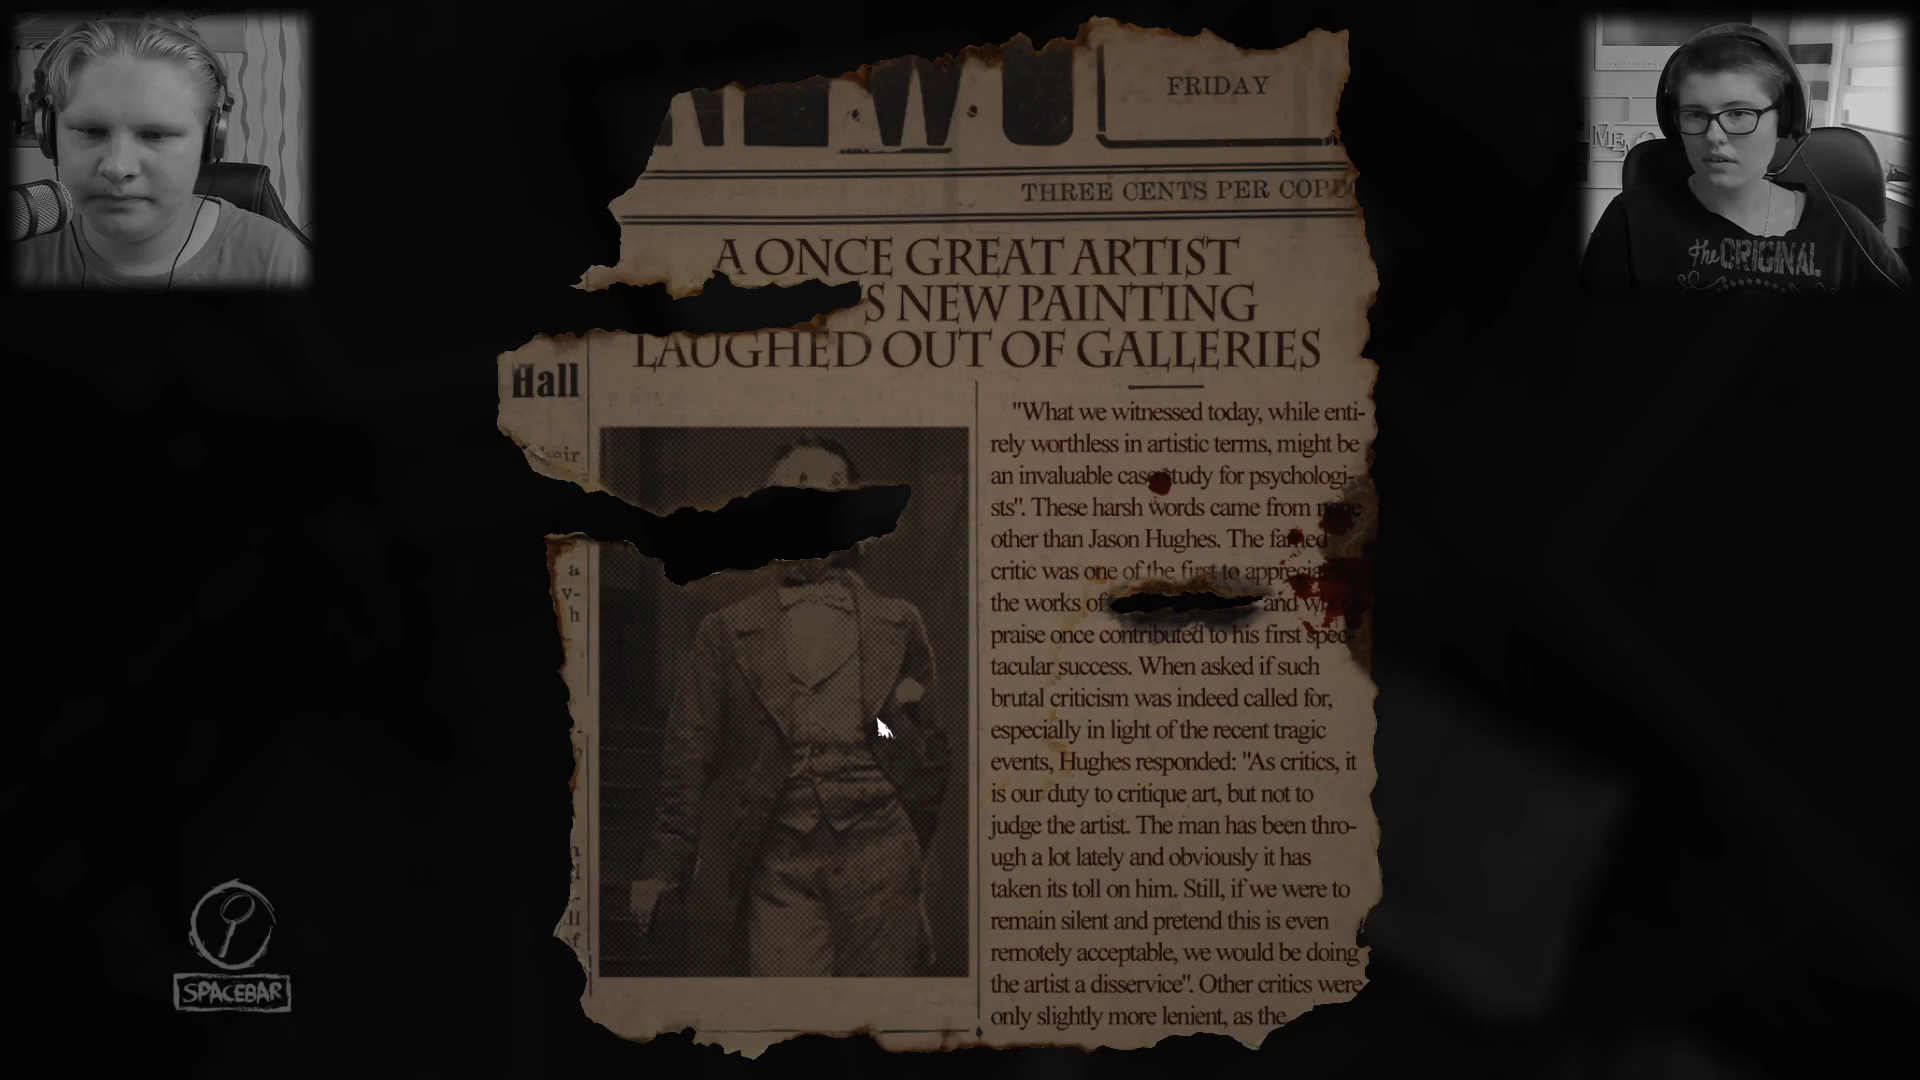 FRIDAY
THREE CENTS PER COPY
A ONCE GREAT ARTIST
'S NEW PAINTING
LAUGHED OUT OF GALLERIES
Hall
a
v-
h
"What we witnessed today, while enti-
rely worthless in artistic terms, might be
an invaluable case study for psychologi-
sts". These harsh words came from none
other than Jason Hughes. The famed
critic was one of the first to appreciate
the works of and whose
praise once contributed to his first spec-
tacular success. When asked if such
brutal criticism was indeed called for,
especially in light of the recent tragic
events, Hughes responded: "As critics, it
is our duty to critique art, but not to
judge the artist. The man has been thro-
ugh a lot lately and obviously it has
taken its toll on him. Still, if we were to
remain silent and pretend this is even
remotely acceptable, we would be doing
the artist a disservice". Other critics were
only slightly more lenient, as the
SPACEBAR
ME
the ORIGINAL